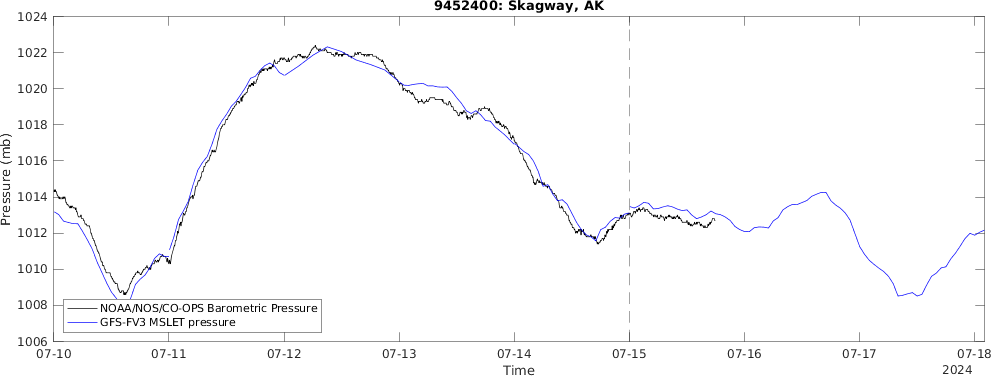 9452400: Skagway, AK
Pressure (mb)
1024
1022
1020
1018
1016
1014
1012
1010
1008
1006
NOAA/NOS/CO-OPS Barometric Pressure
GFS-FV3 MSLET pressure
07-10 07-11 07-12 07-13 07-14 07-15 07-16 07-17 07-18
Time
2024